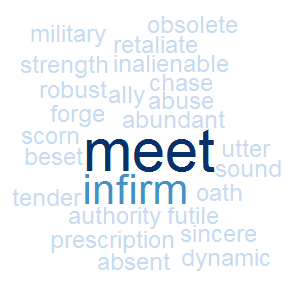 obsolete
military
retaliate
strength inalienable
chase
robust ally abuse
forge abundant
scorn
meet utter
beset sound
infirm
tender oath
authority futile
prescription sincere
absent dynamic